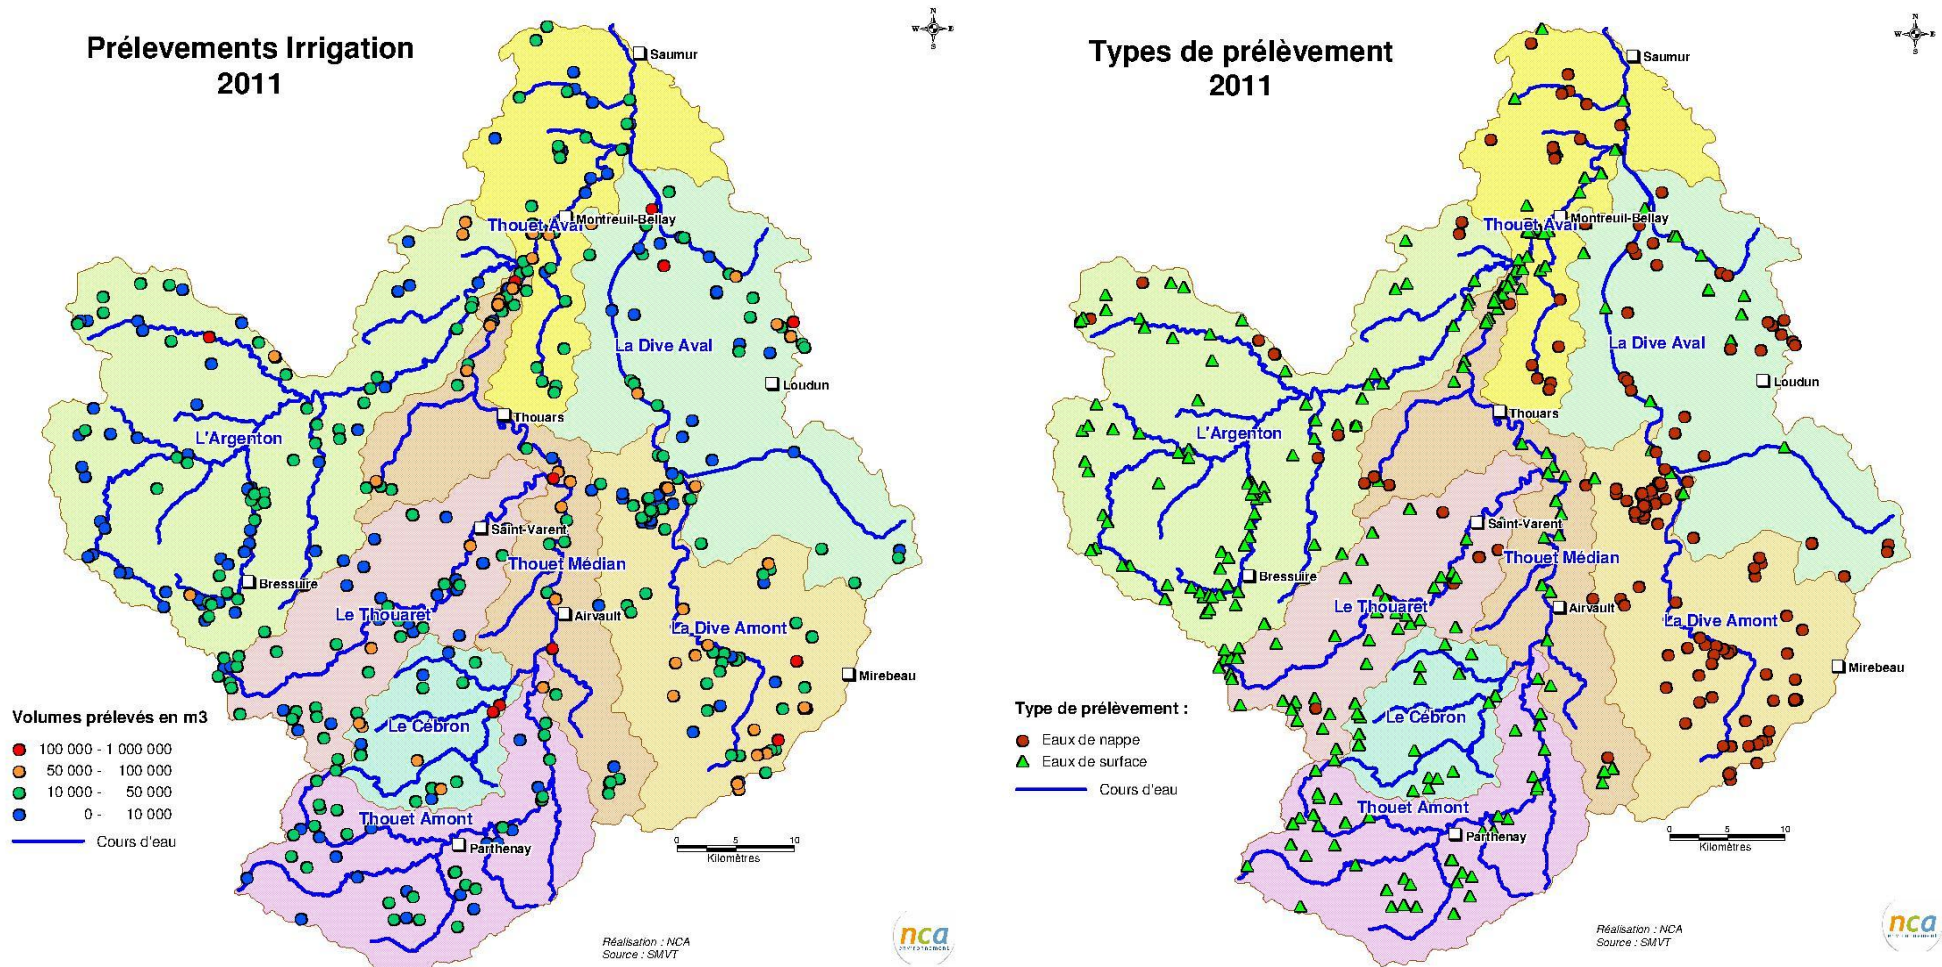 Prélevements Irrigation
2011
N
W
E
S
Saumur
Thouet Aval
Montreuil-Bellay
La Dive Aval
Loudun
Thouars
L'Argenton
Saint-Varent
Thouet Médian
Bressuire
Le Thouaret
Airvault
La Dive Amont
Mirebeau
Le Cébron
Thouet Amont
Parthenay
Volumes prélevés en m3
100 000 - 1 000 000
50 000 - 100 000
10 000 - 50 000
0 - 10 000
Cours d'eau
0 5 10
Kilomètres
Réalisation : NCA
Source : SMVT
nca
environnement
Types de prélèvement
2011
N
W
E
S
Saumur
Thouet Aval
Montreuil-Bellay
La Dive Aval
Loudun
Thouars
L'Argenton
Saint-Varent
Thouet Médian
Bressuire
Le Thouaret
Airvault
La Dive Amont
Mirebeau
Le Cébron
Thouet Amont
Parthenay
Type de prélèvement :
Eaux de nappe
Eaux de surface
Cours d'eau
0 5 10
Kilomètres
Réalisation : NCA
Source : SMVT
nca
environnement